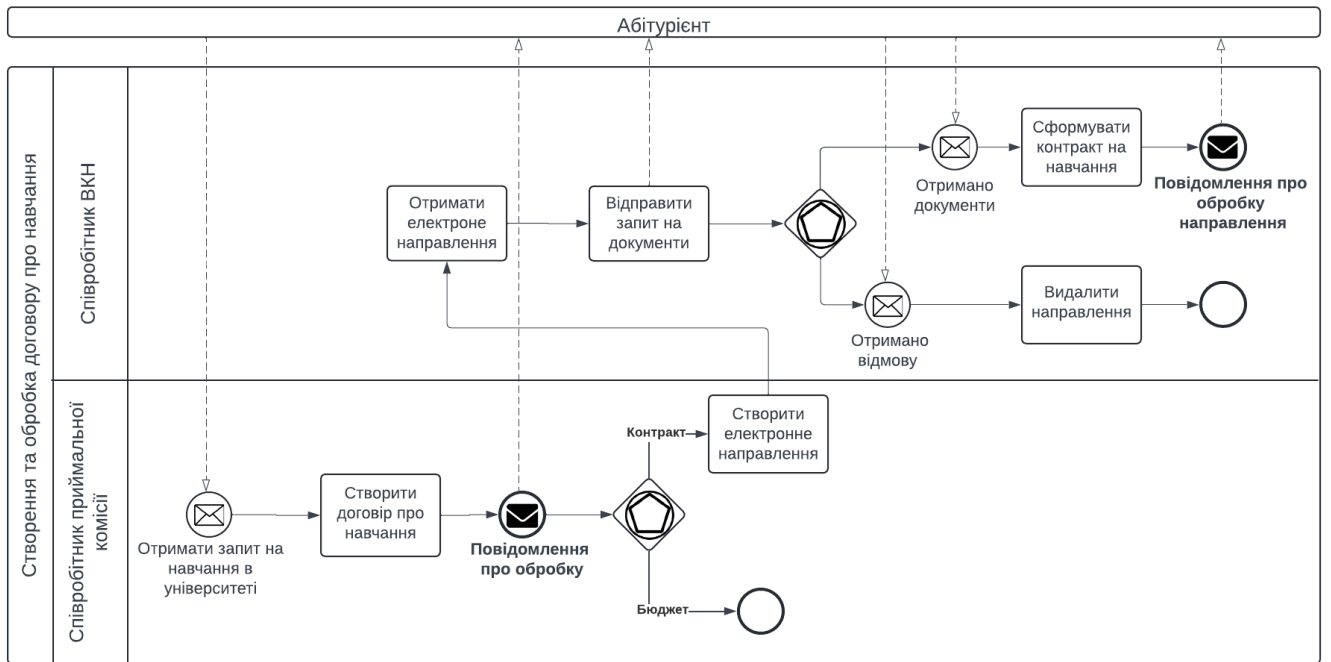 Абітурієнт
Створення та обробка договору про навчання
Співробітник ВКН
Отримати
електроне
направлення
Відправити
запит на
документи
Отримано
документи
Сформувати
контракт на
навчання
Повідомлення про
обробку
направлення
Отримано
відмову
Видалити
направлення
Співробітник приймальної
комісії
Отримати запит на
навчання в
університеті
Створити
договір про
навчання
Повідомлення
про обробку
Контракт
Створити
електронне
направлення
Бюджет